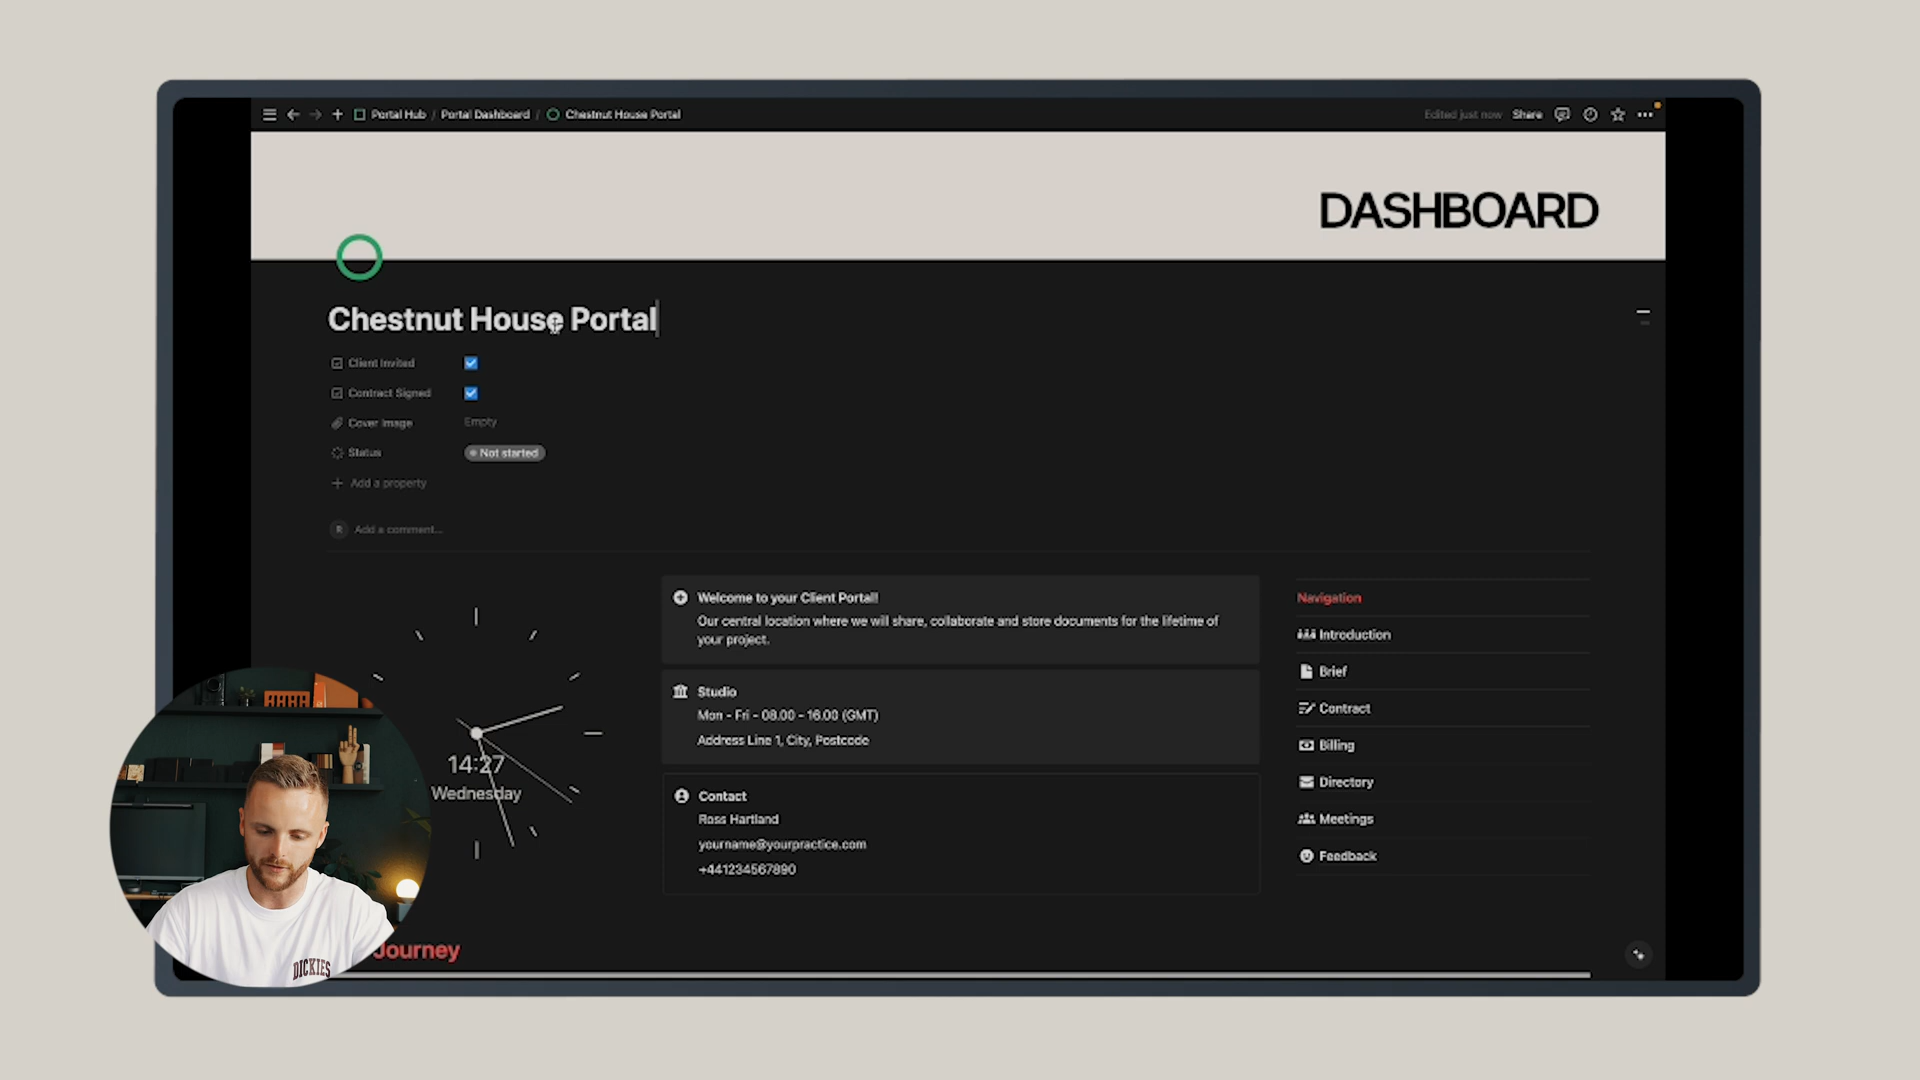 Portal Hub / Portal Dashboard / Chestnut House Portal
Edited just now Share
DASHBOARD
Chestnut House Portal
Client Invited
Contract Signed
Cover Image Empty
Status Not started
Add a property
R Add a comment...
14:27
Wednesday
Welcome to your Client Portal!
Our central location where we will share, collaborate and store documents for the lifetime of
your project.
Studio
Mon - Fri - 08.00 - 16.00 (GMT)
Address Line 1, City, Postcode
Contact
Ross Hartland
yourname@yourpractice.com
+441234567890
Navigation
Introduction
Brief
Contract
Billing
Directory
Meetings
Feedback
Journey
DICKIES